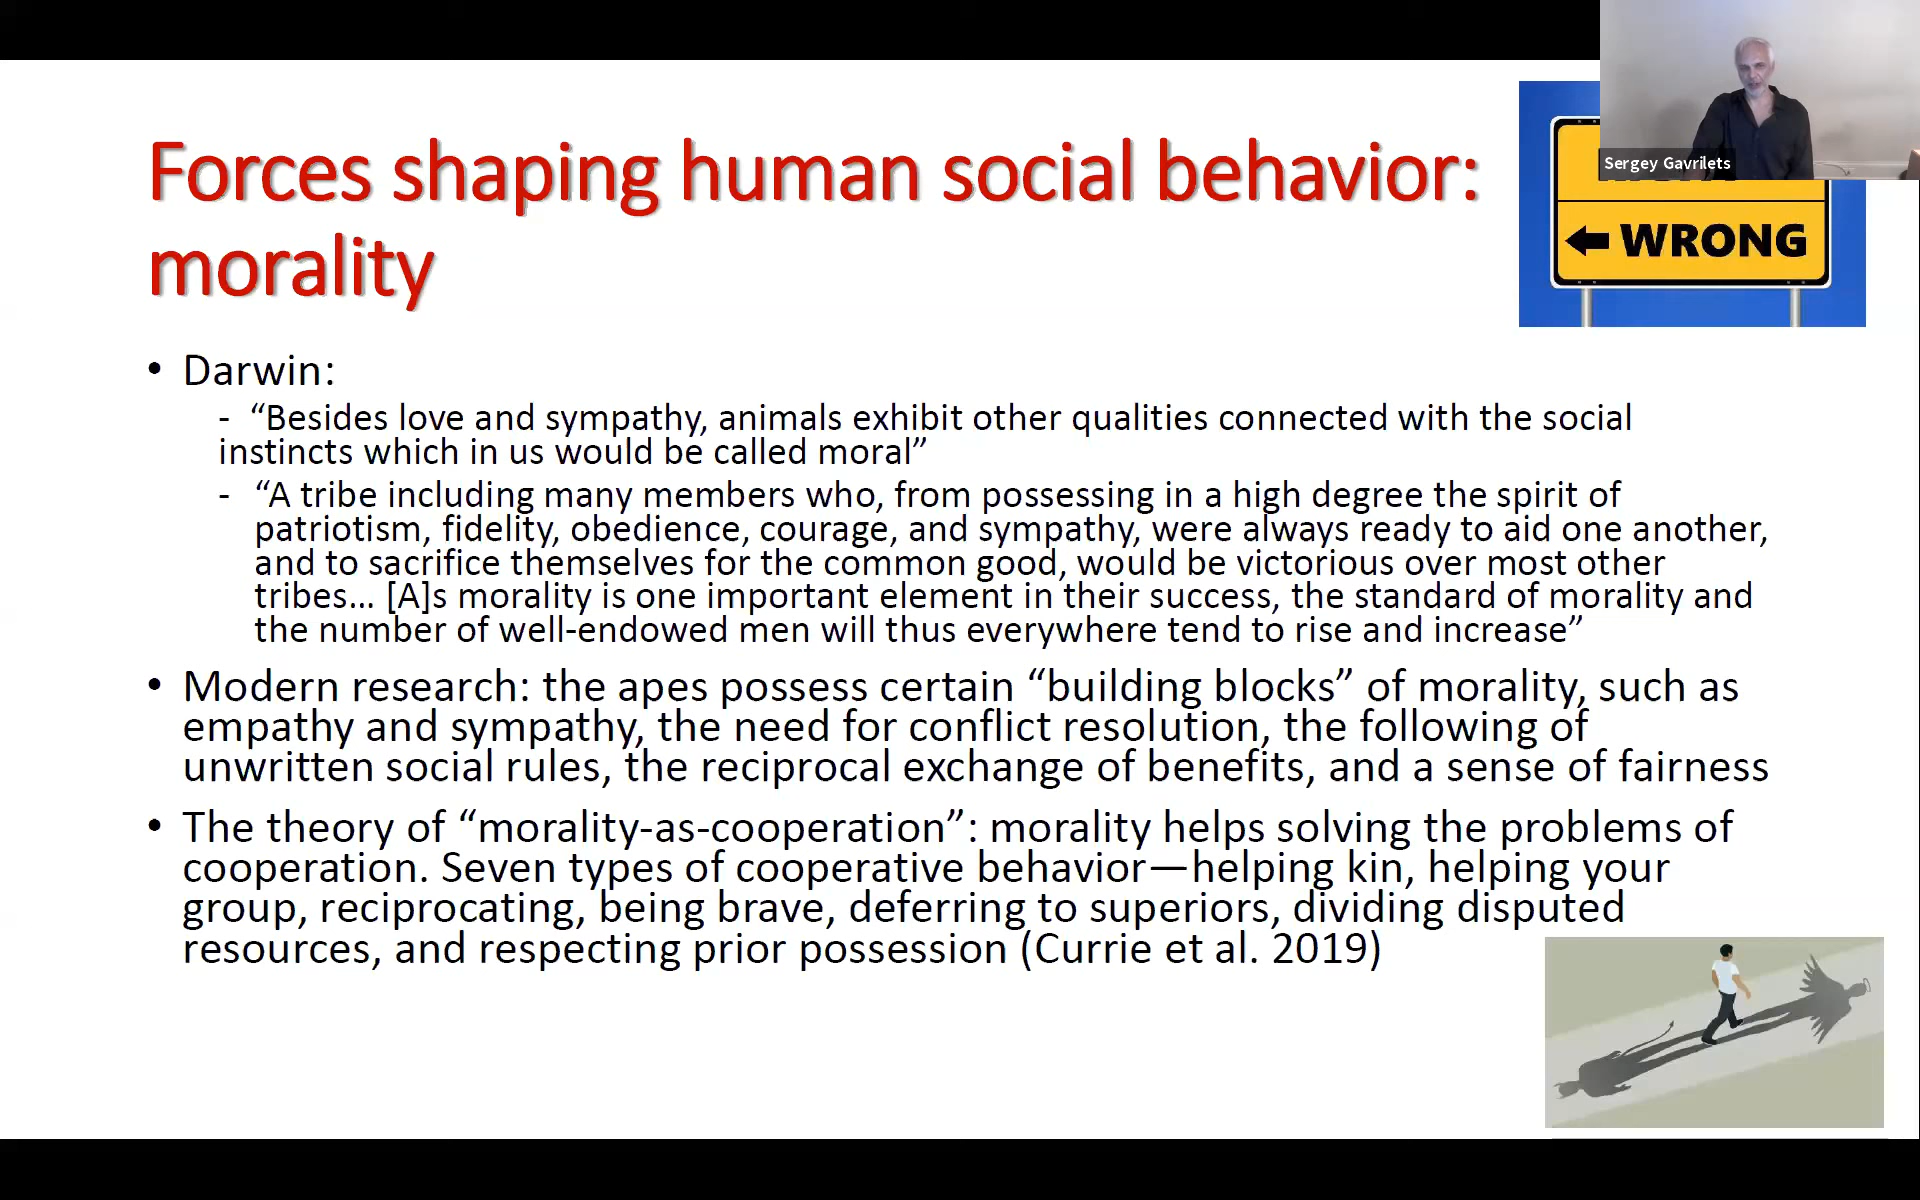 Sergey Gavrilets
Forces shaping human social behavior:
morality
WRONG
• Darwin:
- “Besides love and sympathy, animals exhibit other qualities connected with the social
instincts which in us would be called moral”
- “A tribe including many members who, from possessing in a high degree the spirit of
patriotism, fidelity, obedience, courage, and sympathy, were always ready to aid one another,
and to sacrifice themselves for the common good, would be victorious over most other
tribes… [A]s morality is one important element in their success, the standard of morality and
the number of well-endowed men will thus everywhere tend to rise and increase”
• Modern research: the apes possess certain “building blocks” of morality, such as
empathy and sympathy, the need for conflict resolution, the following of
unwritten social rules, the reciprocal exchange of benefits, and a sense of fairness
• The theory of “morality-as-cooperation”: morality helps solving the problems of
cooperation. Seven types of cooperative behavior—helping kin, helping your
group, reciprocating, being brave, deferring to superiors, dividing disputed
resources, and respecting prior possession (Currie et al. 2019)